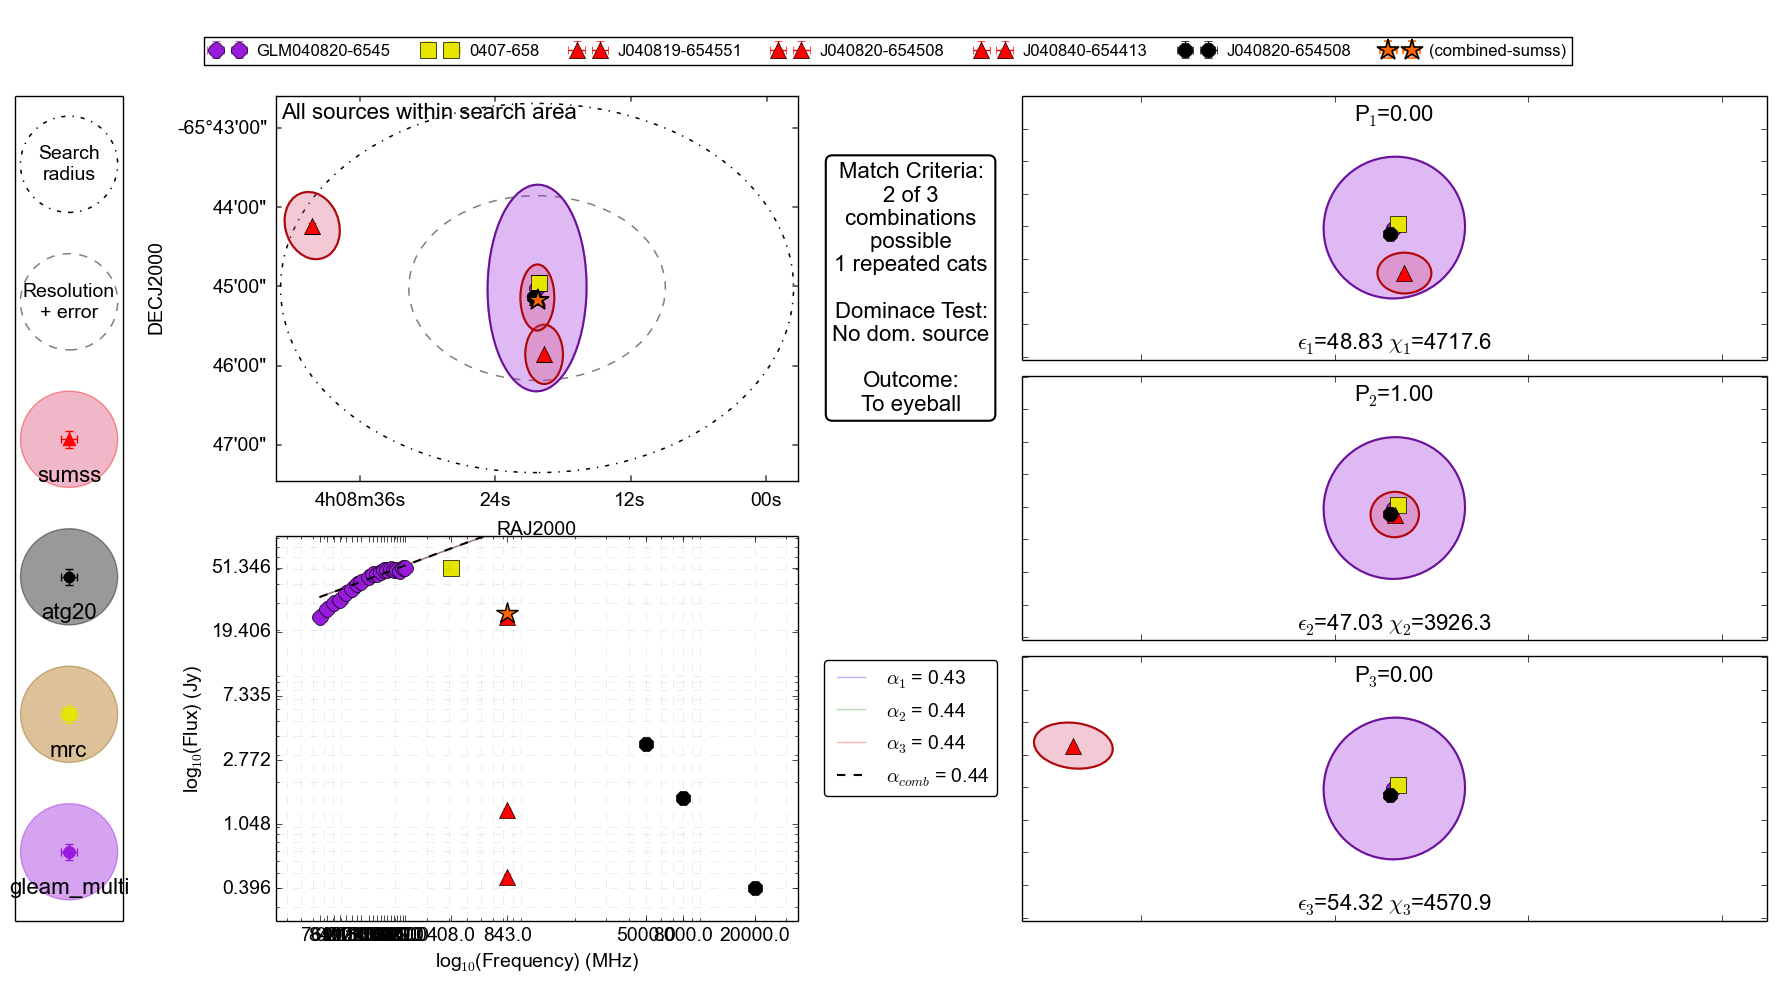 GLM040820-6545 0407-658 J040819-654551 J040820-654508 J040840-654413 J040820-654508 (combined-sumss)
Search
radius
Resolution
+ error
sumss
atg20
mrc
gleam_multi
All sources within search area
-65°43'00"
44'00"
45'00"
46'00"
47'00"
DECJ2000
4h08m36s 24s 12s 00s
RAJ2000
Match Criteria:
2 of 3
combinations
possible
1 repeated cats
Dominace Test:
No dom. source
Outcome:
To eyeball
51.346
19.406
7.335
2.772
1.048
0.396
log10(Flux) (Jy)
408.0 843.0 5000.0 8000.0 20000.0
log10(Frequency) (MHz)
α1 = 0.43
α2 = 0.44
α3 = 0.44
αcomb = 0.44
P1=0.00
ϵ1=48.83 χ1=4717.6
P2=1.00
ϵ2=47.03 χ2=3926.3
P3=0.00
ϵ3=54.32 χ3=4570.9